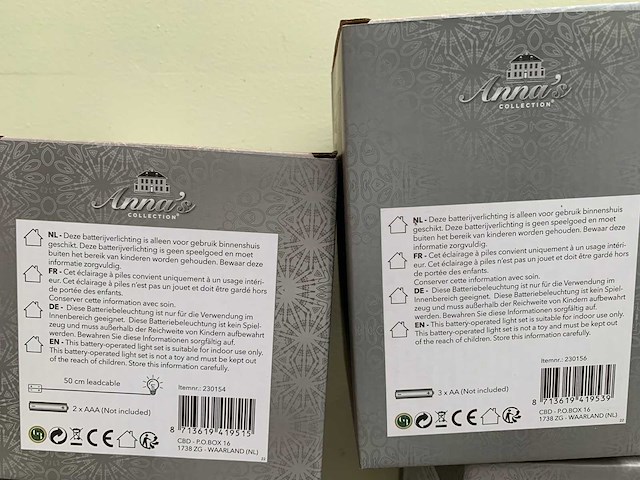 Anna's
COLLECTION®
NL - Deze batterijverlichting is alleen voor gebruik binnenshuis
geschikt. Deze batterijverlichting is geen speelgoed en moet
buiten het bereik van kinderen worden gehouden. Bewaar deze
informatie zorgvuldig.
FR - Cet éclairage à piles convient uniquement à un usage intéri-
eur. Cet éclairage à piles n'est pas un jouet et doit être gardé hors
de portée des enfants.
Conserver cette information avec soin.
DE - Diese Batteriebeleuchtung ist nur für die Verwendung im
Innenbereich geeignet. Diese Batteriebeleuchtung ist kein Spiel-
zeug und muss außerhalb der Reichweite von Kindern aufbewahrt
werden. Bewahren Sie diese Informationen sorgfältig auf.
EN - This battery-operated light set is suitable for indoor use only.
This battery-operated light set is not a toy and must be kept out
of the reach of children. Store this information carefully.
50 cm leadcable
2 x AAA (Not included)
Itemnr.: 230154
8 713619 419515
CE
CBD - P.O.BOX 16
1738 ZG - WAARLAND (NL)
Anna's
COLLECTION®
NL - Deze batterijverlichting is alleen voor gebruik binnenshuis
geschikt. Deze batterijverlichting is geen speelgoed en moet
buiten het bereik van kinderen worden gehouden. Bewaar deze
informatie zorgvuldig.
FR - Cet éclairage à piles convient uniquement à un usage intéri-
eur. Cet éclairage à piles n'est pas un jouet et doit être gardé hors
de portée des enfants.
Conserver cette information avec soin.
DE - Diese Batteriebeleuchtung ist nur für die Verwendung im
Innenbereich geeignet. Diese Batteriebeleuchtung ist kein Spiel-
zeug und muss außerhalb der Reichweite von Kindern aufbewahrt
werden. Bewahren Sie diese Informationen sorgfältig auf.
EN - This battery-operated light set is suitable for indoor use only.
This battery-operated light set is not a toy and must be kept out
of the reach of children. Store this information carefully.
3 x AA (Not included)
Itemnr.: 230156
8 713619 419539
CE
CBD - P.O.BOX 16
1738 ZG - WAARLAND (NL)